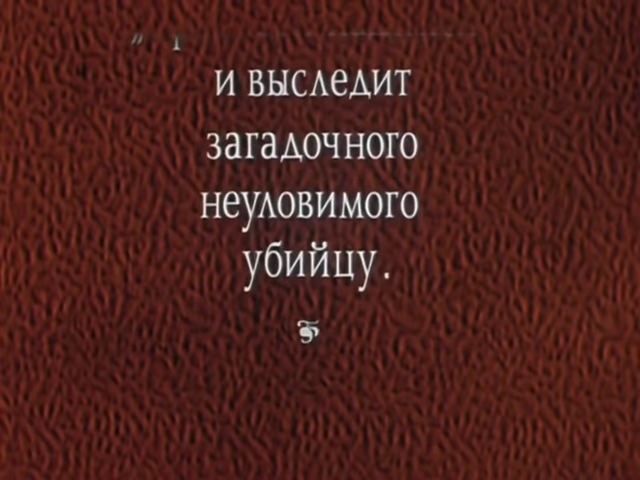 и выследит
загадочного
неуловимого
убийцу.